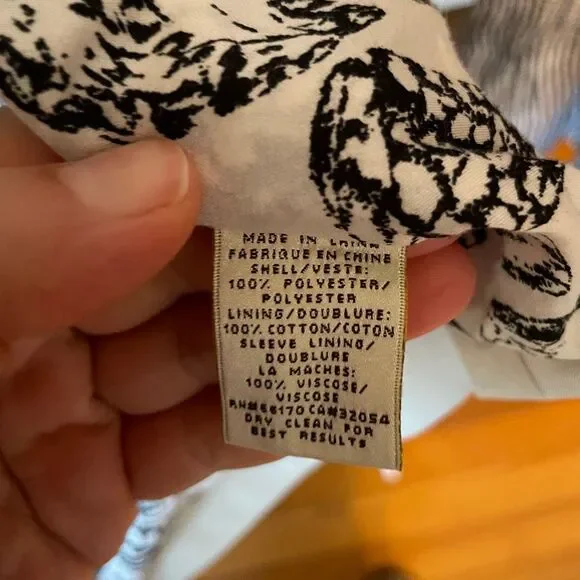 MADE IN CHINA
FABRIQUE EN CHINE
SHELL/VESTE:
100% POLYESTER/
POLYESTER
LINING/DOUBLURE:
100% COTTON/COTON
SLEEVE LINING/
DOUBLURE
LA MACHES:
100% VISCOSE/
VISCOSE
RN#66170 CA#32054
DRY CLEAN FOR
BEST RESULTS